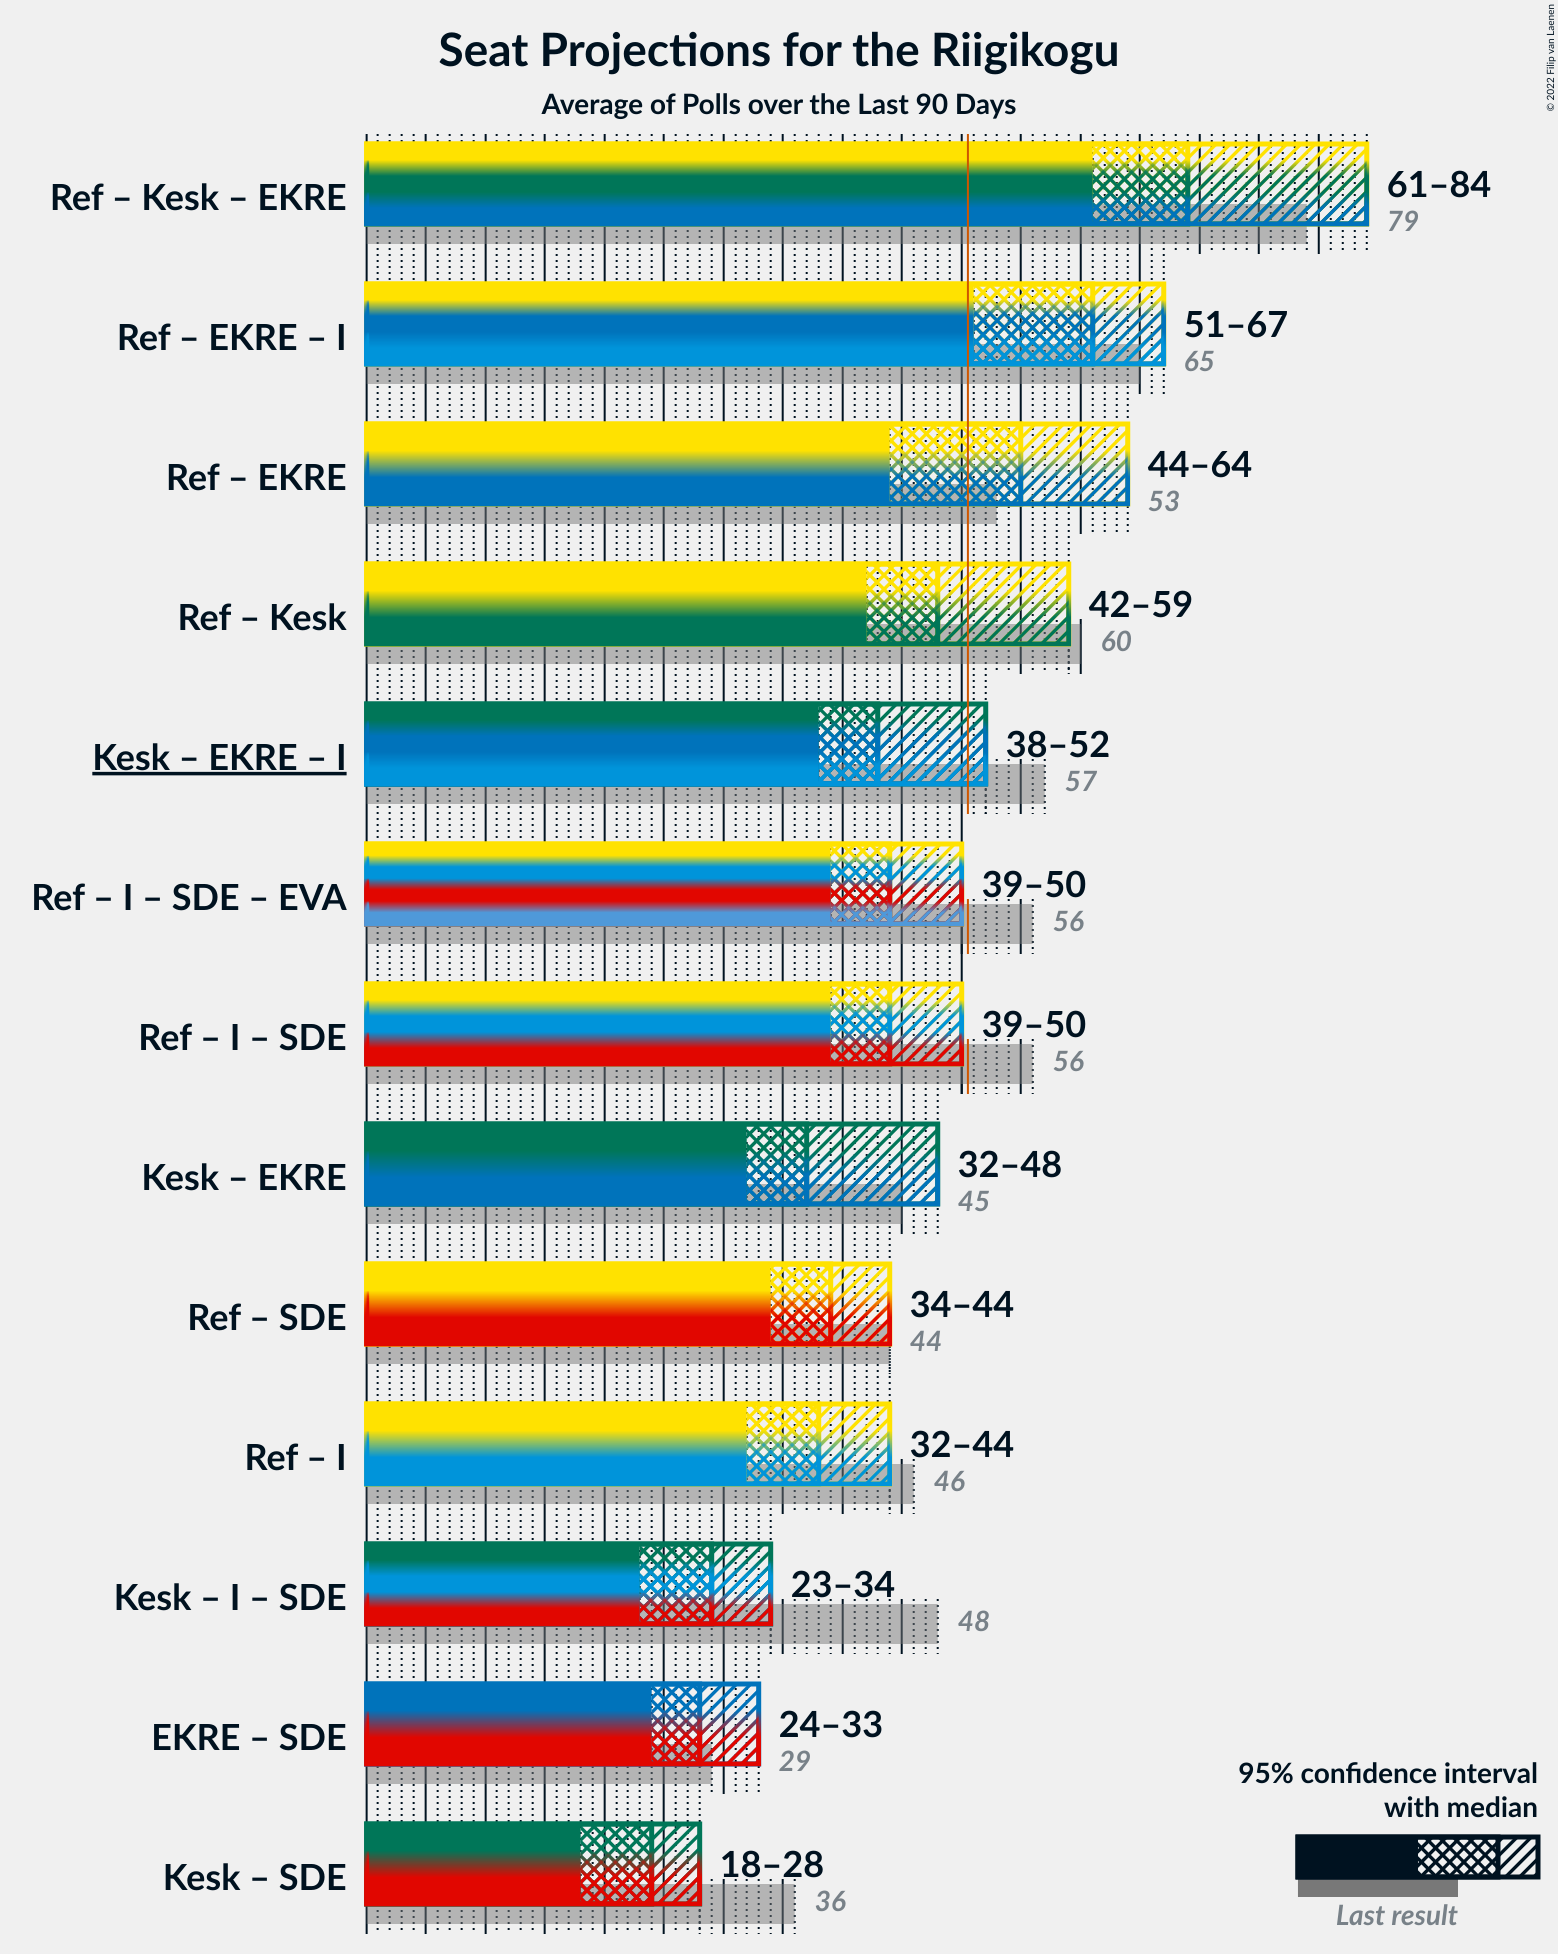 Seat Projections for the Riigikogu
Average of Polls over the Last 90 Days
© 2022 Filip van Laenen
Ref – Kesk – EKRE
61–84
79
Ref – EKRE – I
51–67
65
Ref – EKRE
44–64
53
Ref – Kesk
42–59
60
Kesk – EKRE – I
38–52
57
Ref – I – SDE – EVA
39–50
56
Ref – I – SDE
39–50
56
Kesk – EKRE
32–48
45
Ref – SDE
34–44
44
Ref – I
32–44
46
Kesk – I – SDE
23–34
48
EKRE – SDE
24–33
29
Kesk – SDE
18–28
36
95% confidence interval
with median
Last result